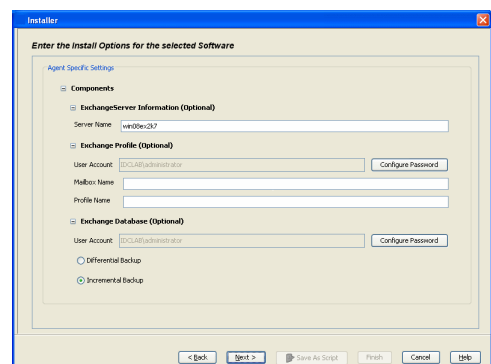 Installer
Enter the Install Options for the selected Software
Agent Specific Settings
Components
ExchangeServer Information (Optional)
Server Name win08ex2k7
Exchange Profile (Optional)
User Account IDCLAB\administrator Configure Password
Mailbox Name
Profile Name
Exchange Database (Optional)
User Account IDCLAB\administrator Configure Password
Differential Backup
Incremental Backup
< Back Next > Save As Script Finish Cancel Help